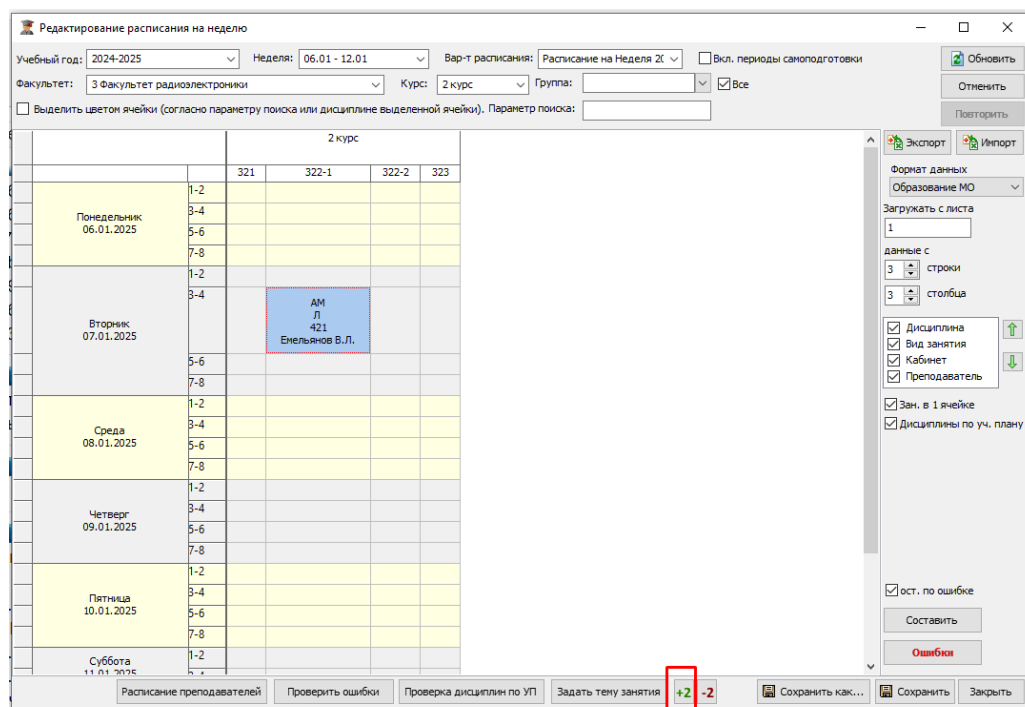 Редактирование расписания на неделю
Учебный год: 2024-2025 Неделя: 06.01 - 12.01 Вар-т расписания: Расписание на Неделя 2( Вкл. периоды самоподготовки Обновить
Факультет: 3 Факультет радиоэлектроники Курс: 2 курс Группа: Все Отменить
Выделить цветом ячейки (согласно параметру поиска или дисциплине выделенной ячейки). Параметр поиска: Повторить
2 курс
321 322-1 322-2 323
Понедельник
06.01.2025
1-2
3-4
5-6
7-8
Вторник
07.01.2025
1-2
3-4
АМ
Л
421
Емельянов В.Л.
5-6
7-8
Среда
08.01.2025
1-2
3-4
5-6
7-8
Четверг
09.01.2025
1-2
3-4
5-6
7-8
Пятница
10.01.2025
1-2
3-4
5-6
7-8
Суббота
11.01.2025
1-2
Экспорт Импорт
Формат данных
Образование МО
Загружать с листа
1
данные с
3 строки
3 столбца
Дисциплина
Вид занятия
Кабинет
Преподаватель
Зан. в 1 ячейке
Дисциплины по уч. плану
ост. по ошибке
Составить
Ошибки
Расписание преподавателей Проверить ошибки Проверка дисциплин по УП Задать тему занятия +2 -2 Сохранить как... Сохранить Закрыть